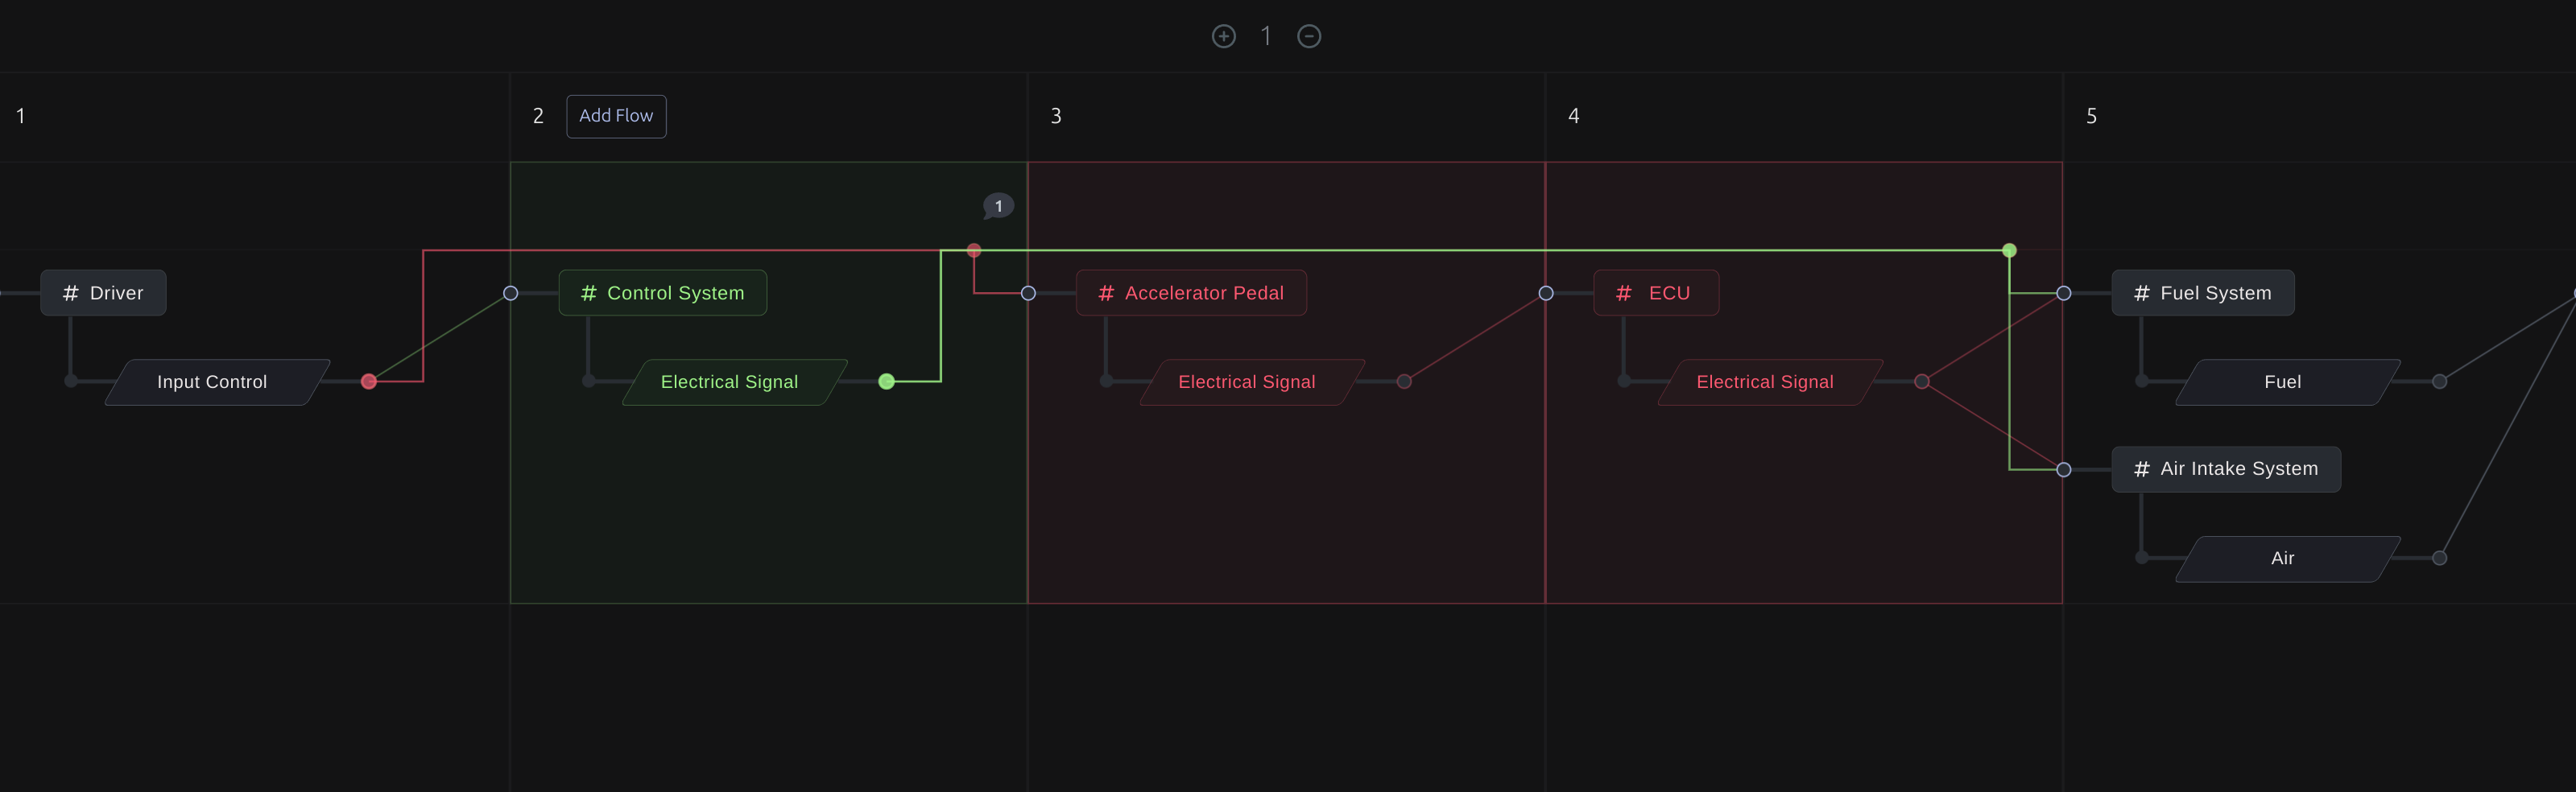 1
1
2 Add Flow
3
4
5
1
# Driver
Input Control
# Control System
Electrical Signal
# Accelerator Pedal
Electrical Signal
# ECU
Electrical Signal
# Fuel System
Fuel
# Air Intake System
Air